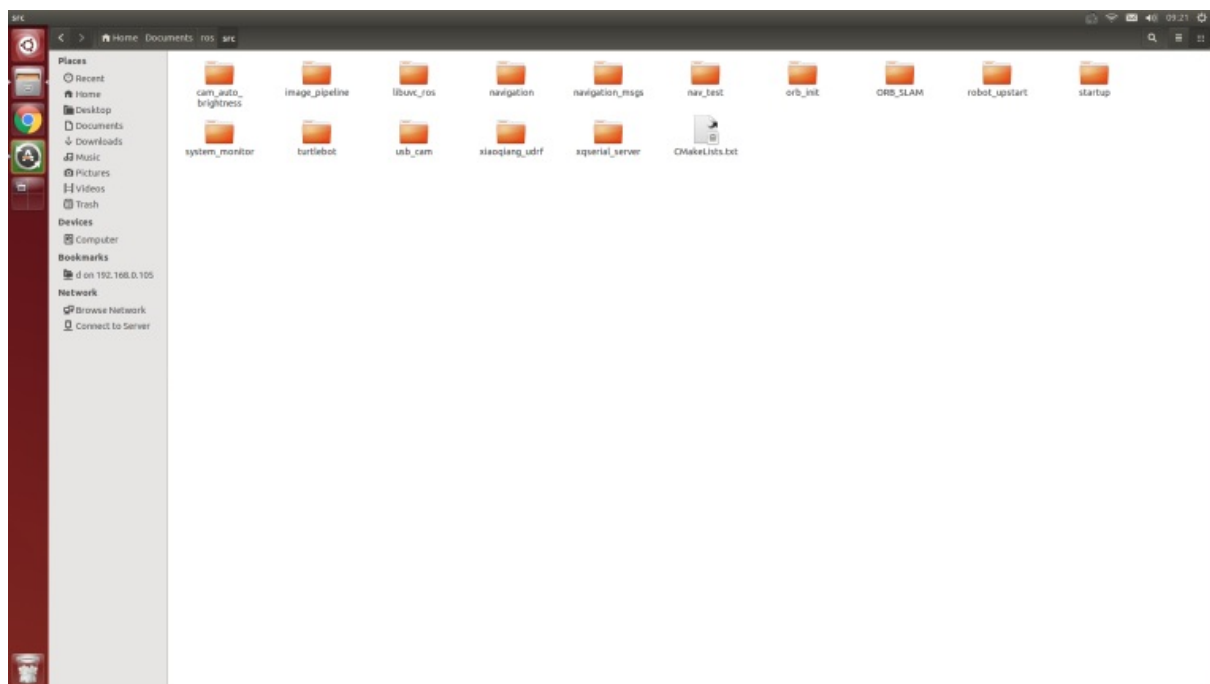 src
09:21
Home Documents ros src
Places
Recent
Home
Desktop
Documents
Downloads
Music
Pictures
Videos
Trash
Devices
Computer
Bookmarks
d on 192.168.0.105
Network
Browse Network
Connect to Server
cam_auto_
brightness
image_pipeline
libuvc_ros
navigation
navigation_msgs
nav_test
orb_init
ORB_SLAM
robot_upstart
startup
system_monitor
turtlebot
usb_cam
xiaoqiang_udrf
xqserial_server
CMakeLists.txt